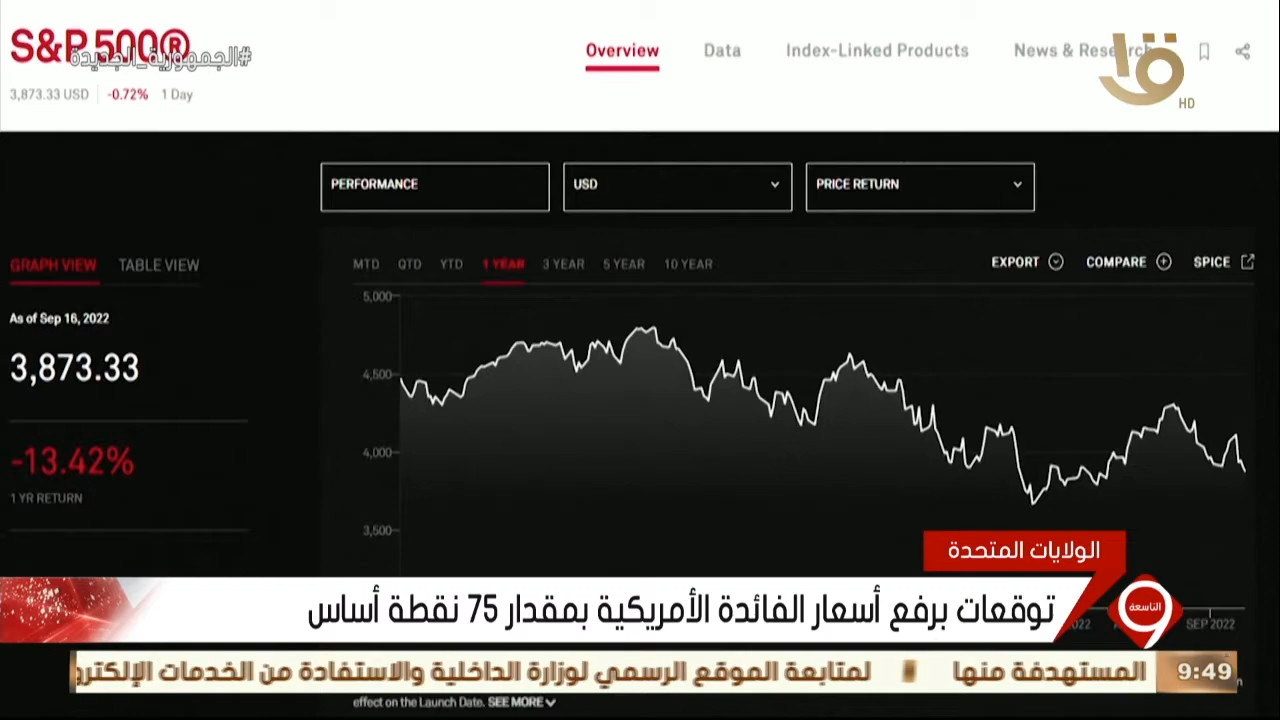 S&P 500®
#الجمهورية_الجديدة
3,873.33 USD -0.72% 1 Day
Overview Data Index-Linked Products News & Research
HD
PERFORMANCE USD PRICE RETURN
GRAPH VIEW TABLE VIEW
MTD QTD YTD 1 YEAR 3 YEAR 5 YEAR 10 YEAR EXPORT COMPARE SPICE
As of Sep 16, 2022
3,873.33
-13.42%
1 YR RETURN
5,000
4,500
4,000
3,500
الولايات المتحدة
توقعات برفع أسعار الفائدة الأمريكية بمقدار 75 نقطة أساس
التاسعة
SEP 2022
المستهدفة منها لمتابعة الموقع الرسمي لوزارة الداخلية والاستفادة من الخدمات
9:49
effect on the Launch Date. SEE MORE